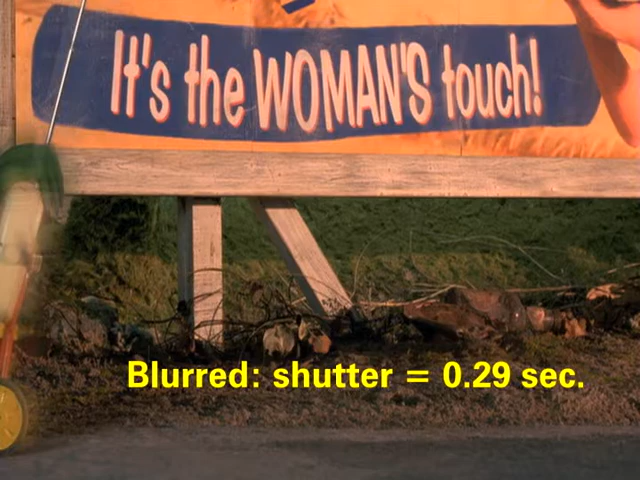 It's the WOMAN'S touch!
Blurred: shutter = 0.29 sec.